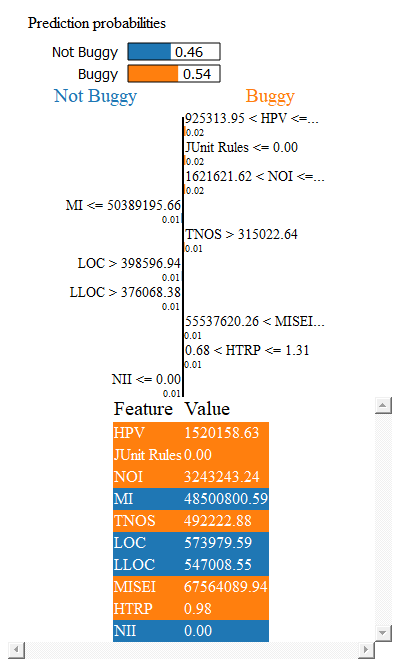 Prediction probabilities
Not Buggy 0.46
Buggy 0.54
Not Buggy Buggy
925313.95 < HPV <=...
0.02
JUnit Rules <= 0.00
0.02
1621621.62 < NOI <=...
0.02
MI <= 50389195.66
0.01
TNOS > 315022.64
0.01
LOC > 398596.94
0.01
LLOC > 376068.38
0.01
55537620.26 < MISEI...
0.01
0.68 < HTRP <= 1.31
0.01
NII <= 0.00
0.01
Feature Value
HPV 1520158.63
JUnit Rules 0.00
NOI 3243243.24
MI 48500800.59
TNOS 492222.88
LOC 573979.59
LLOC 547008.55
MISEI 67564089.94
HTRP 0.98
NII 0.00